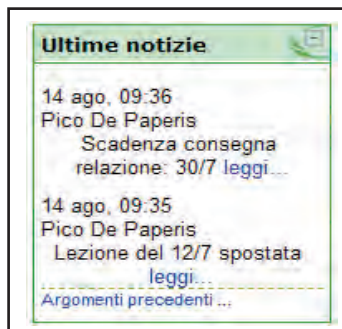 Ultime notizie
14 ago, 09:36
Pico De Paperis
Scadenza consegna
relazione: 30/7 leggi...
14 ago, 09:35
Pico De Paperis
Lezione del 12/7 spostata
leggi...
Argomenti precedenti ...